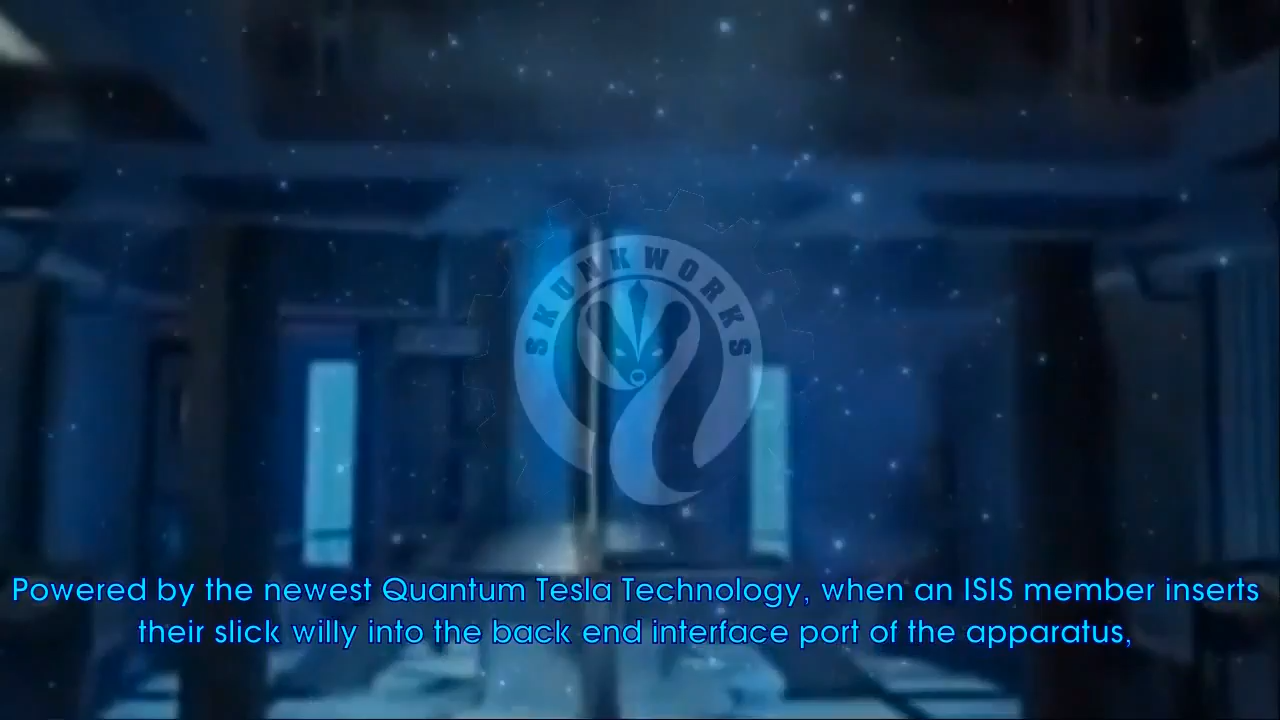 SKUNKWORKS
Powered by the newest Quantum Tesla Technology, when an ISIS member inserts
their slick willy into the back end interface port of the apparatus,